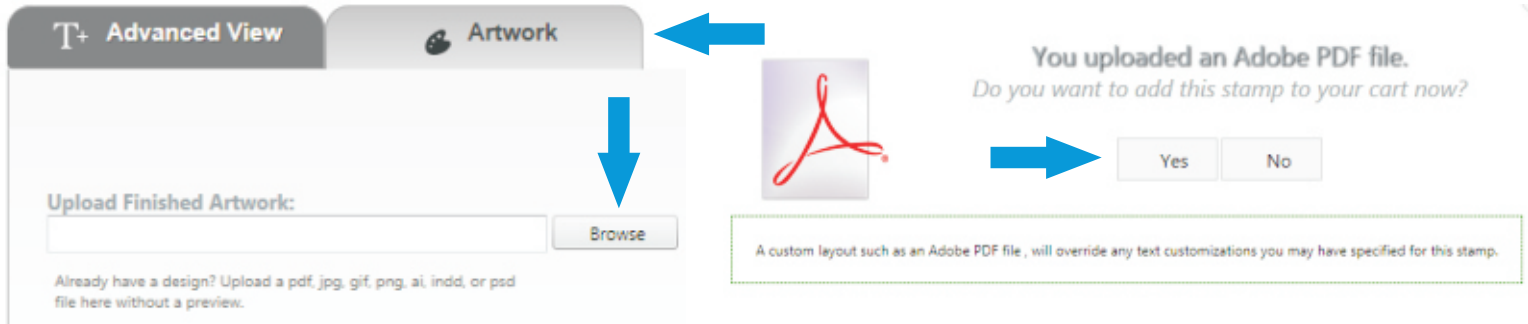 T+ Advanced View
Artwork
Upload Finished Artwork:
Browse
Already have a design? Upload a pdf, jpg, gif, png, ai, indd, or psd
file here without a preview.
You uploaded an Adobe PDF file.
Do you want to add this stamp to your cart now?
Yes
No
A custom layout such as an Adobe PDF file , will override any text customizations you may have specified for this stamp.